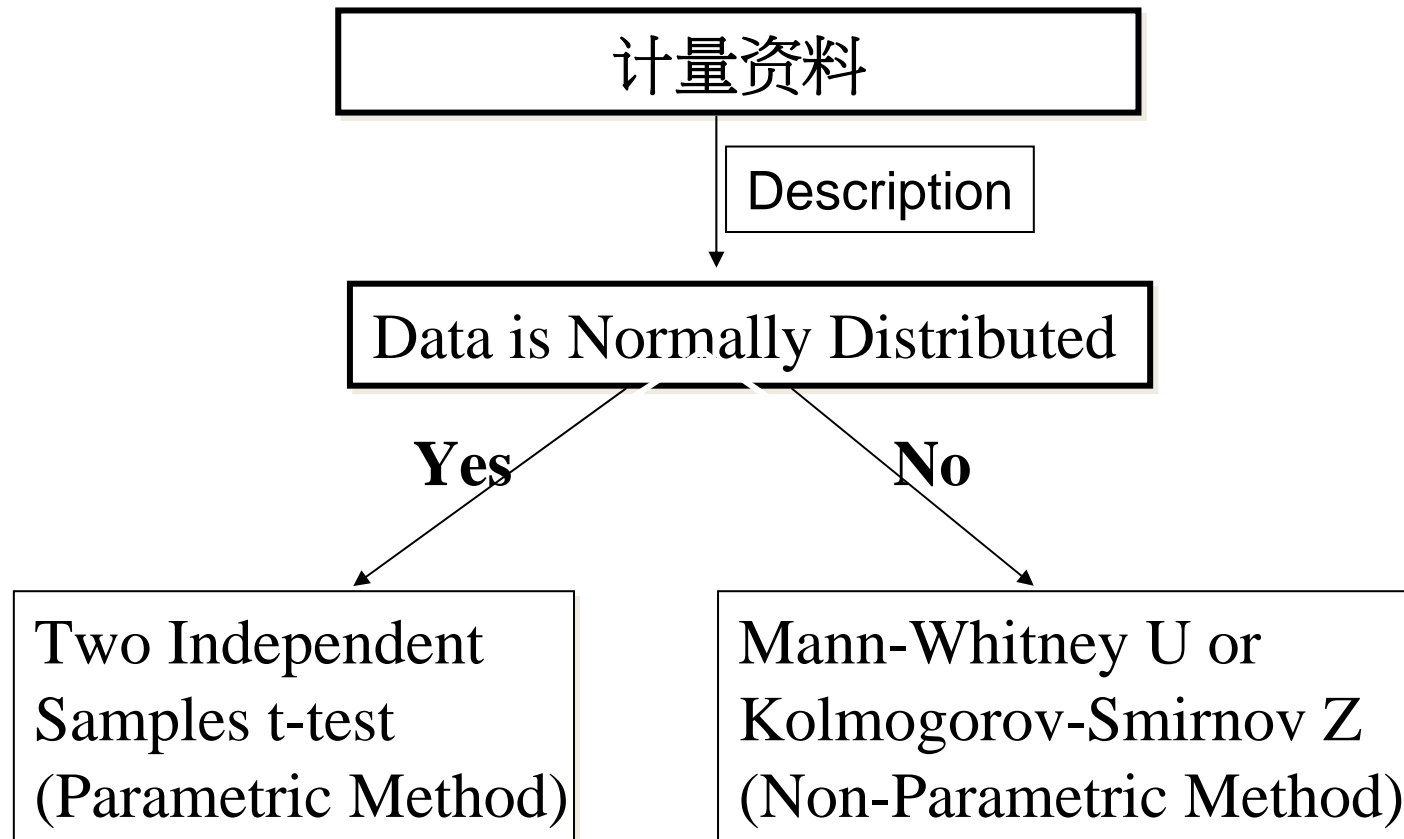 计量资料
Description
Data is Normally Distributed
Yes
No
Two Independent
Samples t-test
(Parametric Method)
Mann-Whitney U or
Kolmogorov-Smirnov Z
(Non-Parametric Method)